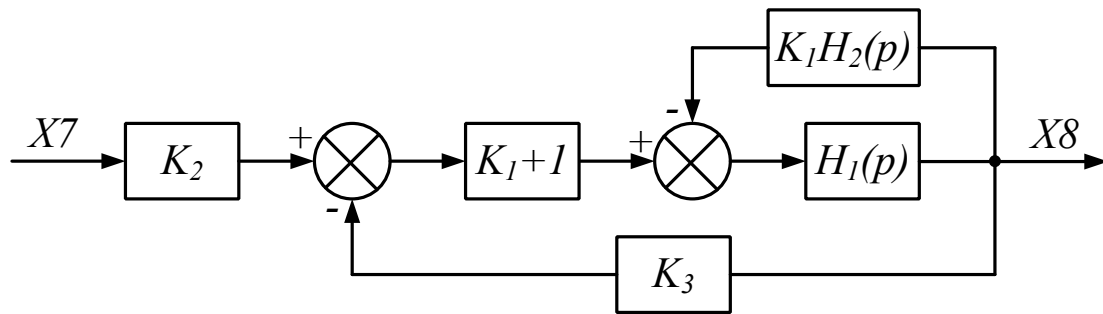 K₁H₂(p)
-
X7
K₂
+
K₁+1
+
H₁(p)
X8
-
K₃